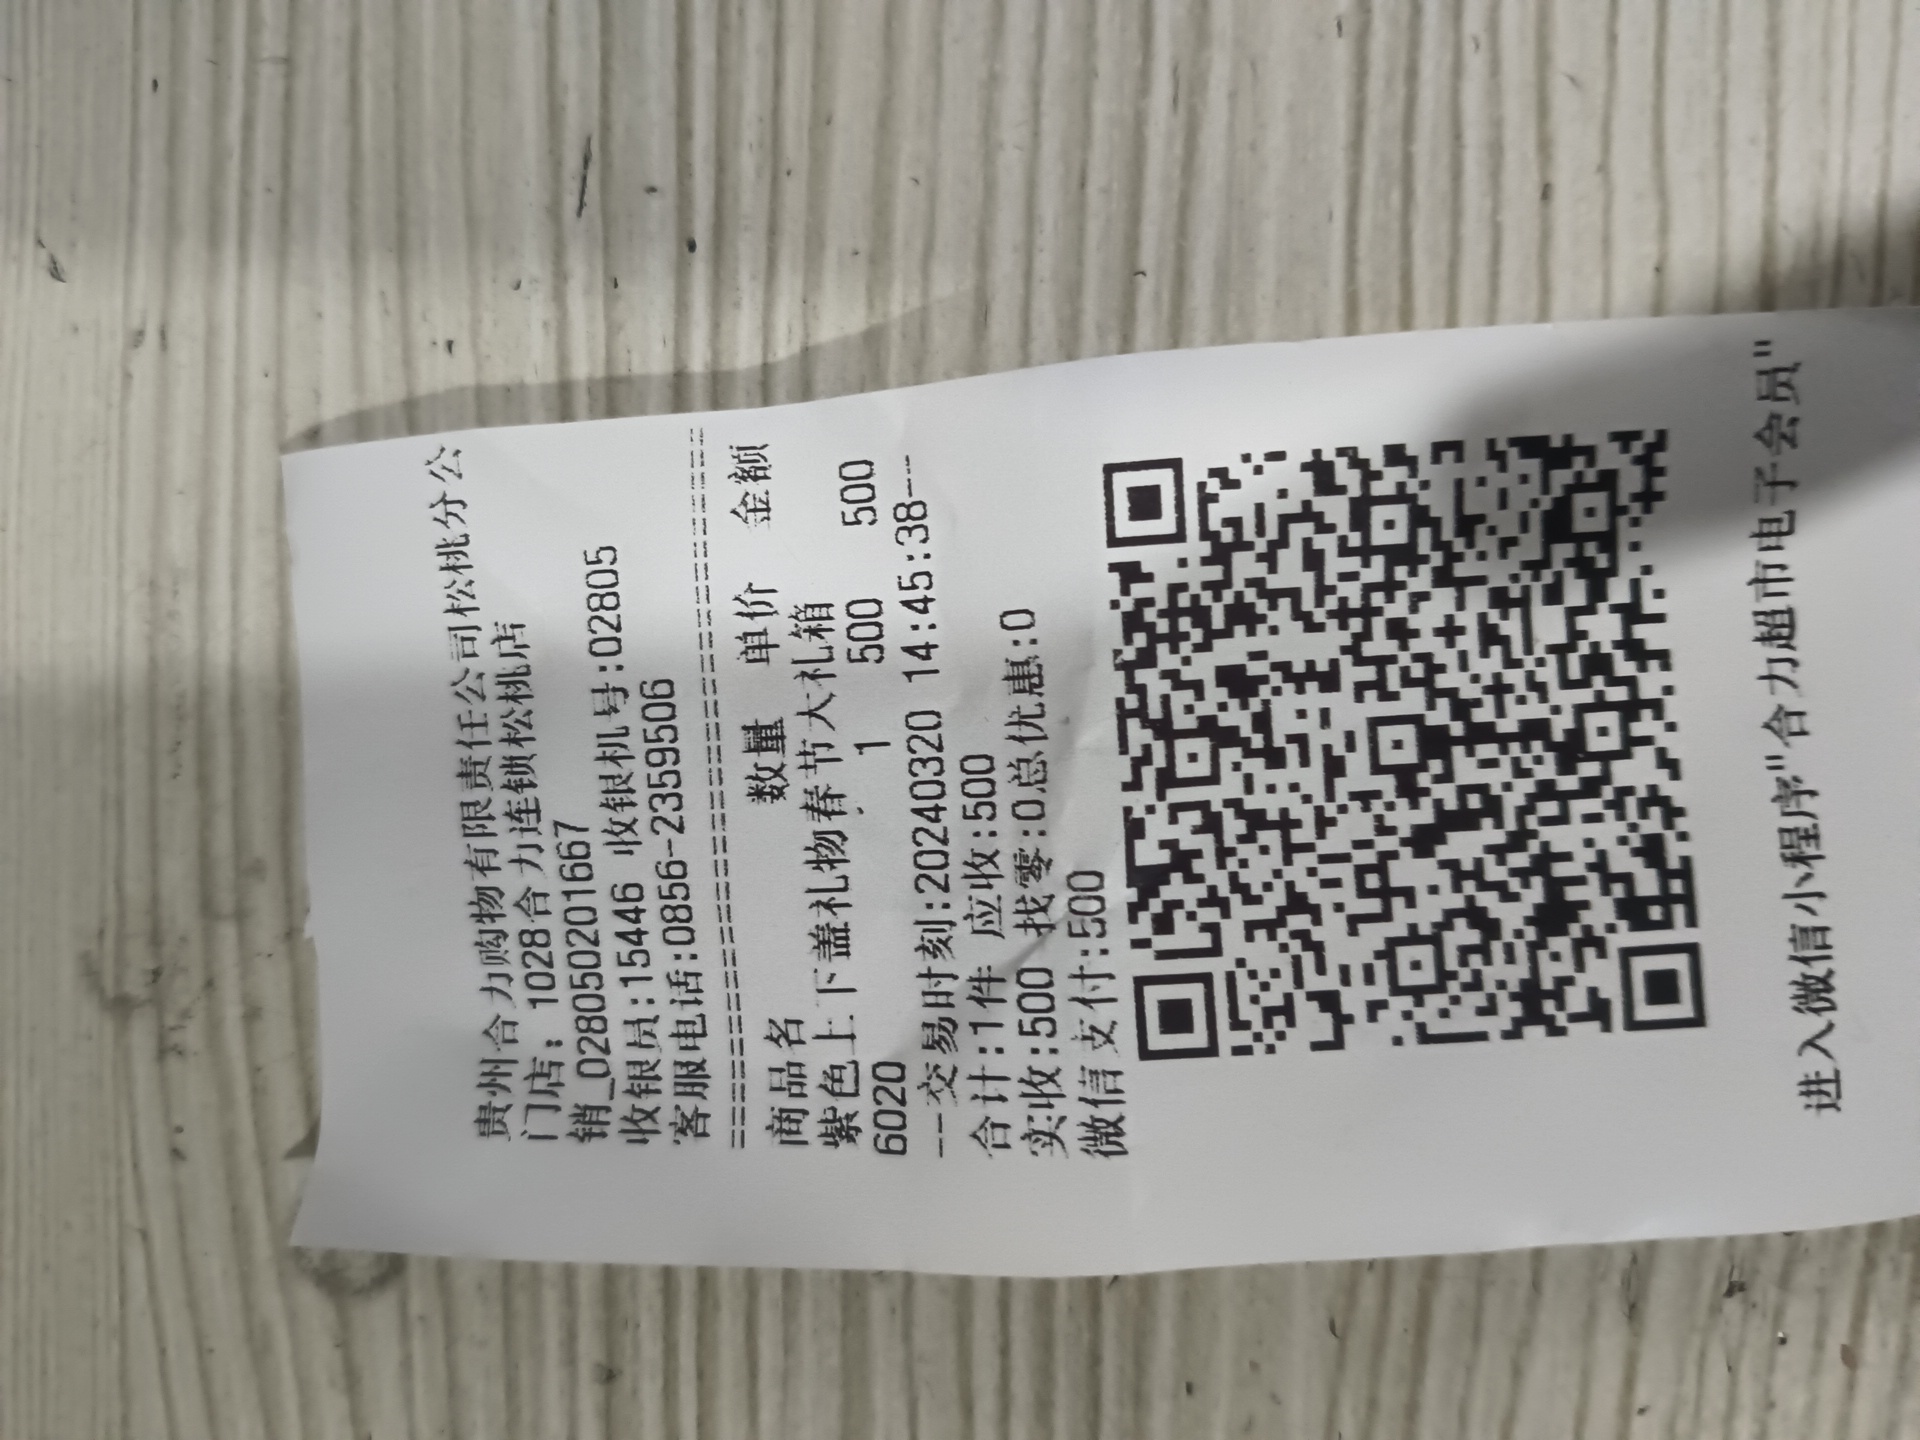 贵州合力购物有限责任公司松桃分公
门店: 1028合力连锁松桃店
销_02805020201667
收银员:15446 收银机号:02805
客服电话:0856-2359506
========================================
商品名 数量 单价 金额
紫色上下盖礼物春节大礼箱
6020 1 500 500
--交易时刻:20240320 14:45:38---
合计:1件 应收:500
实收:500 找零:0总优惠:0
微信支付:500
进入微信小程序"合力超市电子会员"